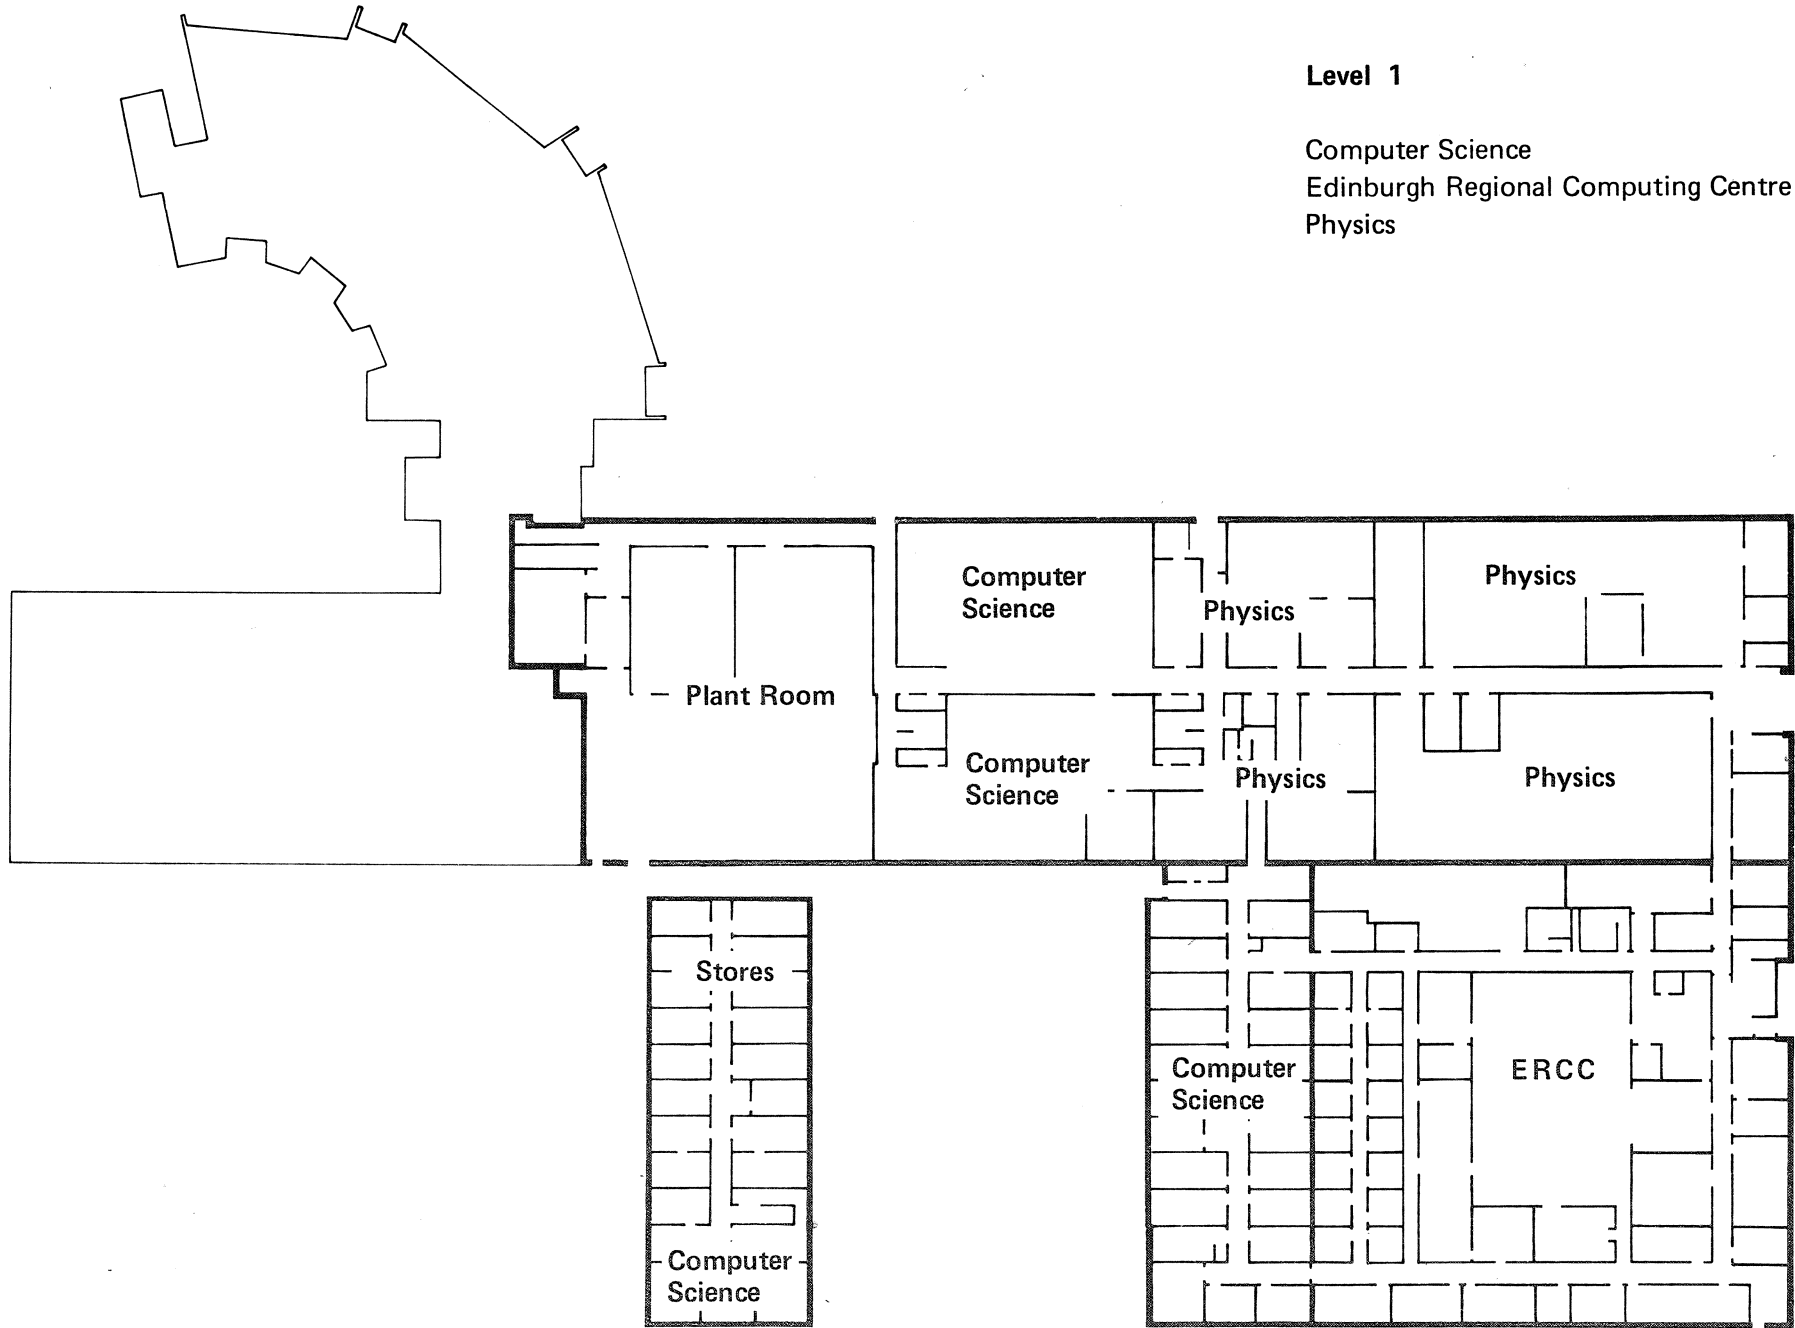 Level 1
Computer Science
Edinburgh Regional Computing Centre
Physics
Computer
Science
Physics
Physics
Plant Room
Computer
Science
Physics
Physics
Stores
Computer
Science
ERCC
Computer
Science